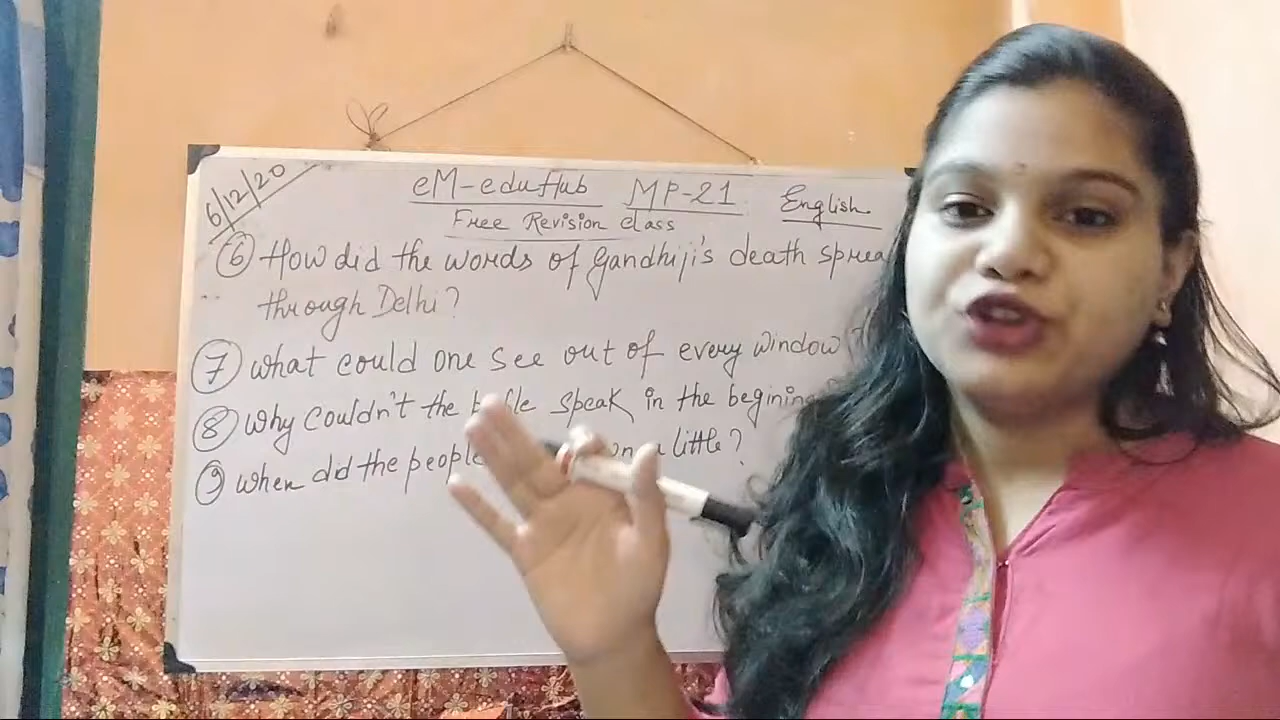 6/12/20
eM-eduHub MP-21 English
Free Revision class
⑥ How did the words of Gandhiji's death sprea
through Delhi?
⑦ what could one see out of every window?
⑧ Why couldn't the speak in the begining
⑨ when did the people little?